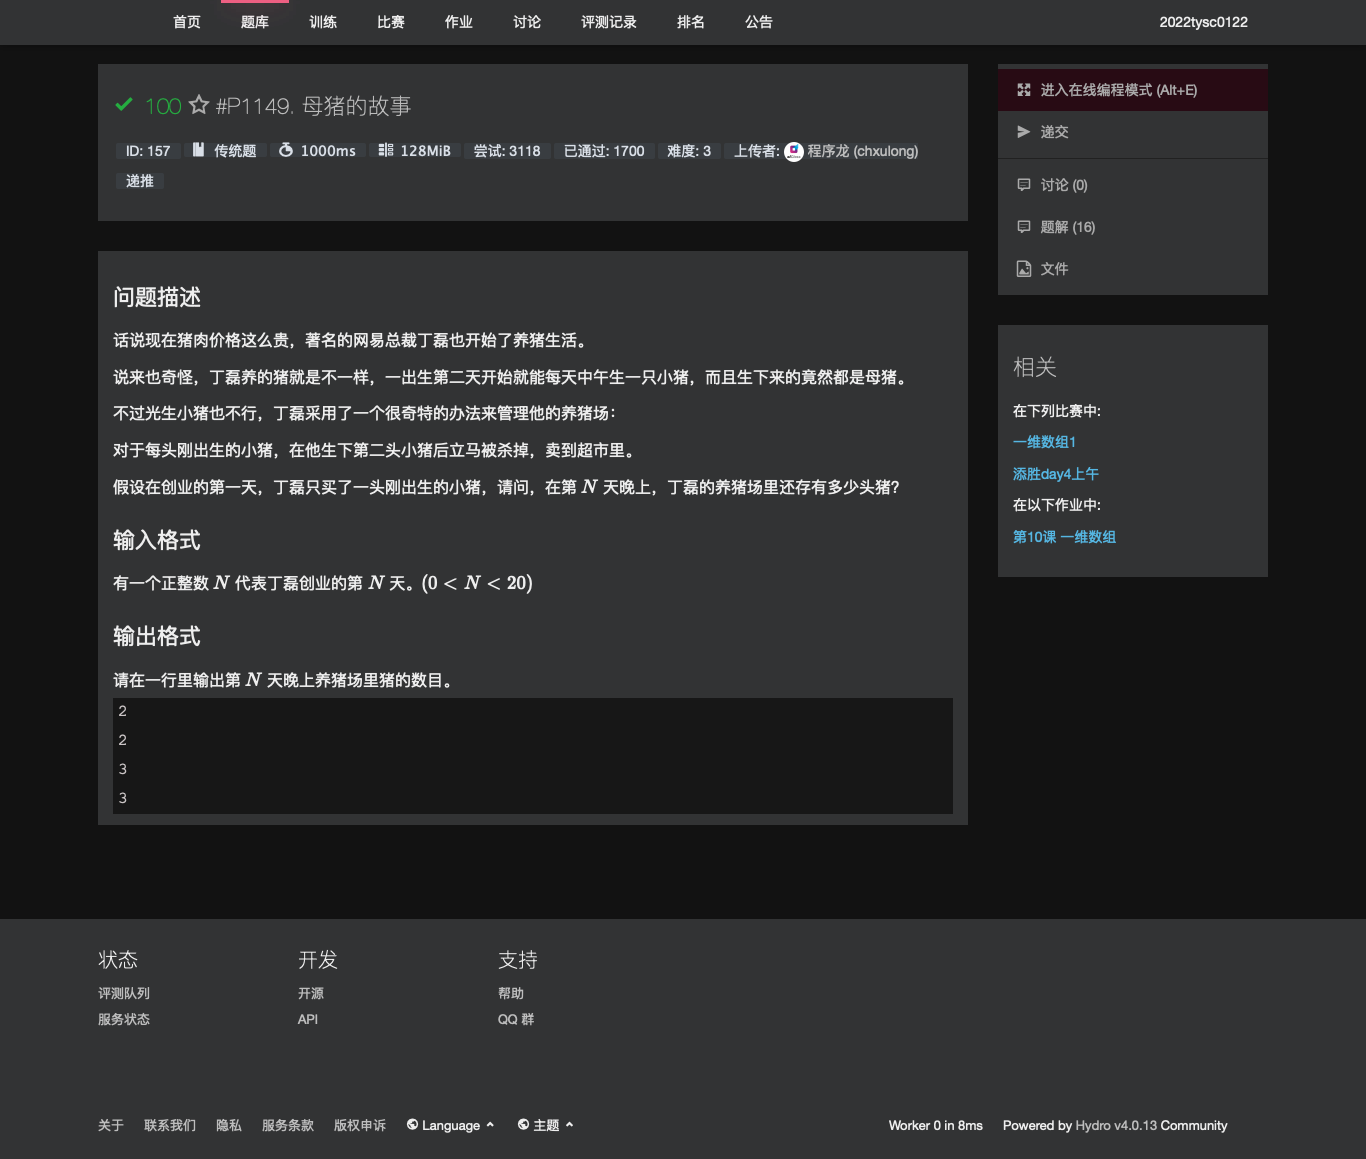 首页 题库 训练 比赛 作业 讨论 评测记录 排名 公告 2022tysc0122
100 #P1149. 母猪的故事
ID: 157 传统题 1000ms 128MiB 尝试: 3118 已通过: 1700 难度: 3 上传者: 程序龙 (chxulong)
递推
进入在线编程模式 (Alt+E)
递交
讨论 (0)
题解 (16)
文件
问题描述
话说现在猪肉价格这么贵，著名的网易总裁丁磊也开始了养猪生活。
说来也奇怪，丁磊养的猪就是不一样，一出生第二天开始就能每天中午生一只小猪，而且生下来的竟然都是母猪。
不过光生小猪也不行，丁磊采用了一个很奇特的办法来管理他的养猪场：
对于每头刚出生的小猪，在他生下第二头小猪后立马被杀掉，卖到超市里。
假设在创业的第一天，丁磊只买了一头刚出生的小猪，请问，在第 N 天晚上，丁磊的养猪场里还存有多少头猪？
输入格式
有一个正整数 N 代表丁磊创业的第 N 天。(0 < N < 20)
输出格式
请在一行里输出第 N 天晚上养猪场里猪的数目。
2
2
3
3
相关
在下列比赛中:
一维数组1
添胜day4上午
在以下作业中:
第10课 一维数组
状态 开发 支持
评测队列 开源 帮助
服务状态 API QQ 群
关于 联系我们 隐私 服务条款 版权申诉 Language 主题 Worker 0 in 8ms Powered by Hydro v4.0.13 Community